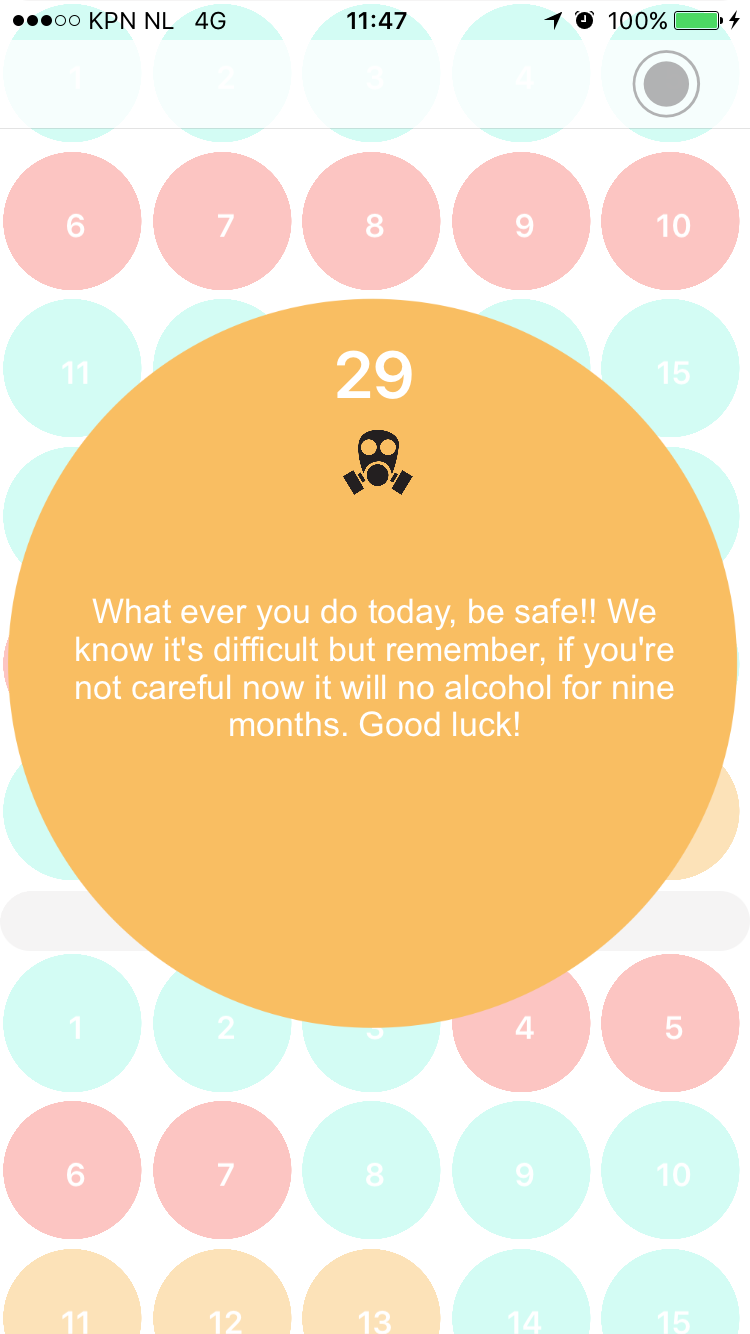 KPN NL 4G 11:47 100%
1 2 3 4
6 7 8 9 10
11 15
29
What ever you do today, be safe!! We
know it's difficult but remember, if you're
not careful now it will no alcohol for nine
months. Good luck!
1 2 3 4 5
6 7 8 9 10
11 12 13 14 15